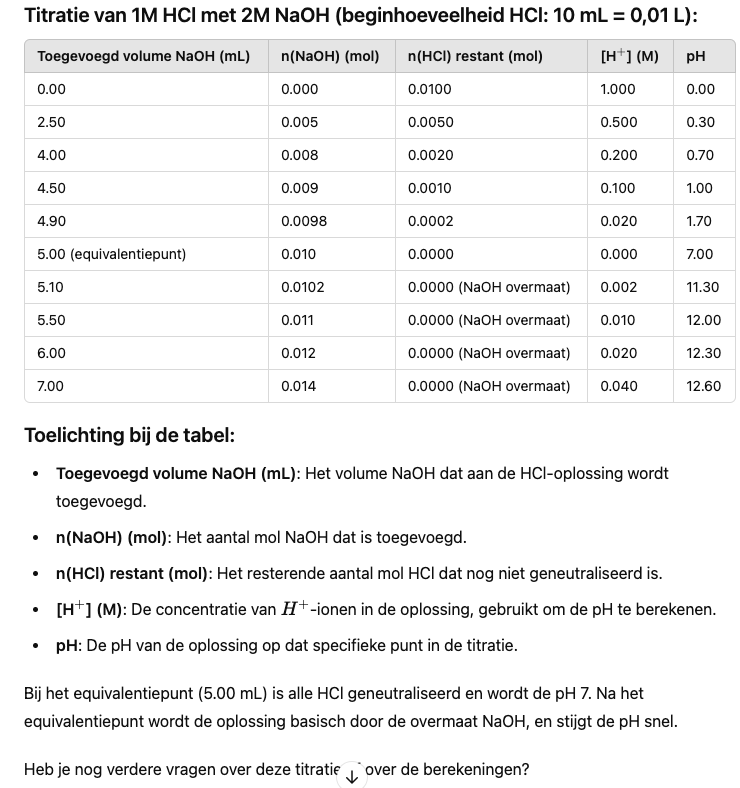 Titratie van 1M HCl met 2M NaOH (beginhoeveelheid HCl: 10 mL = 0,01 L):
Toegevoegd volume NaOH (mL) n(NaOH) (mol) n(HCl) restant (mol) [H⁺] (M) pH
0.00 0.000 0.0100 1.000 0.00
2.50 0.005 0.0050 0.500 0.30
4.00 0.008 0.0020 0.200 0.70
4.50 0.009 0.0010 0.100 1.00
4.90 0.0098 0.0002 0.020 1.70
5.00 (equivalentiepunt) 0.010 0.0000 0.000 7.00
5.10 0.0102 0.0000 (NaOH overmaat) 0.002 11.30
5.50 0.011 0.0000 (NaOH overmaat) 0.010 12.00
6.00 0.012 0.0000 (NaOH overmaat) 0.020 12.30
7.00 0.014 0.0000 (NaOH overmaat) 0.040 12.60
Toelichting bij de tabel:
• Toegevoegd volume NaOH (mL): Het volume NaOH dat aan de HCl-oplossing wordt
toegevoegd.
• n(NaOH) (mol): Het aantal mol NaOH dat is toegevoegd.
• n(HCl) restant (mol): Het resterende aantal mol HCl dat nog niet geneutraliseerd is.
• [H⁺] (M): De concentratie van H⁺-ionen in de oplossing, gebruikt om de pH te berekenen.
• pH: De pH van de oplossing op dat specifieke punt in de titratie.
Bij het equivalentiepunt (5.00 mL) is alle HCl geneutraliseerd en wordt de pH 7. Na het
equivalentiepunt wordt de oplossing basisch door de overmaat NaOH, en stijgt de pH snel.
Heb je nog verdere vragen over deze titratie over de berekeningen?